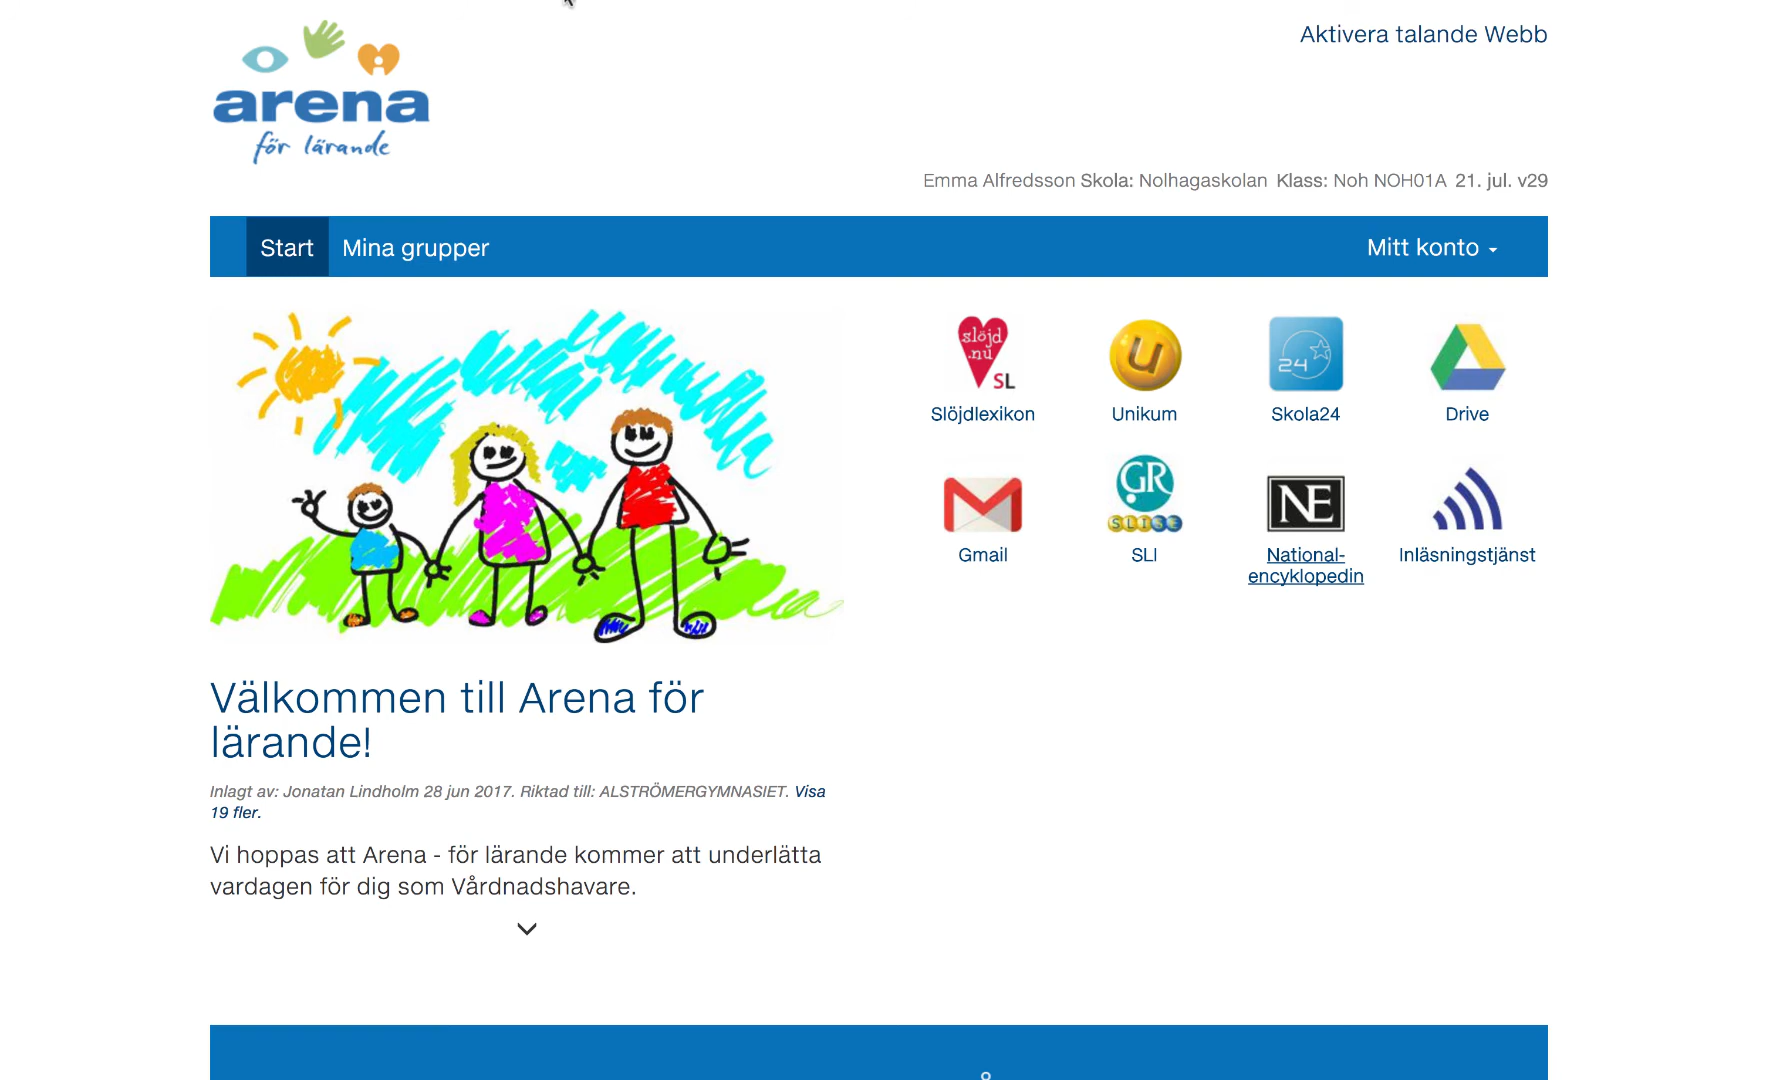 Aktivera talande Webb
arena
för lärande
Emma Alfredsson Skola: Nolhagaskolan Klass: Noh NOH01A 21. jul. v29
Start Mina grupper Mitt konto
slöjd
.nu
SL
Slöjdlexikon
U
Unikum
24
Skola24
Drive
Gmail
GR
SLISE
SLI
NE
National-
encyklopedin
Inläsningstjänst
Välkommen till Arena för
lärande!
Inlagt av: Jonatan Lindholm 28 jun 2017. Riktad till: ALSTRÖMERGYMNASIET. Visa
19 fler.
Vi hoppas att Arena - för lärande kommer att underlätta
vardagen för dig som Vårdnadshavare.